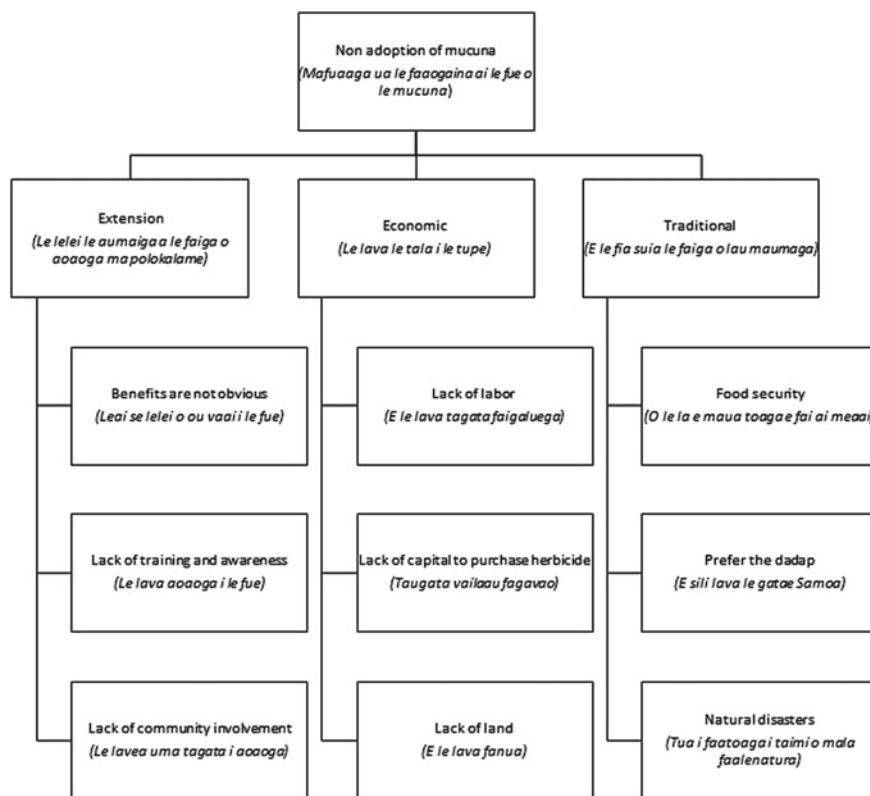 Non adoption of mucuna
(Mafuaaga ua le faaogaina ai le fue o
le mucuna)
Extension
(Le lelei le aumaiga a le faiga o
aoaoga ma polokalame)
Economic
(Le lava le tala i le tupe)
Traditional
(E le fia suia le faiga o lau maumaga)
Benefits are not obvious
(Leai se lelei o ou vaai i le fue)
Lack of labor
(E le lava tagata faigaluega)
Food security
(O le la e maua toaga e fai ai meaai)
Lack of training and awareness
(Le lava aoaoga i le fue)
Lack of capital to purchase herbicide
(Taugata vailaau fagavao)
Prefer the dadap
(E sili lava le gatae Samoa)
Lack of community involvement
(Le lavea uma tagata i aoaoga)
Lack of land
(E le lava fanua)
Natural disasters
(Tua i faatoaga i taimi o mala
faalenatura)